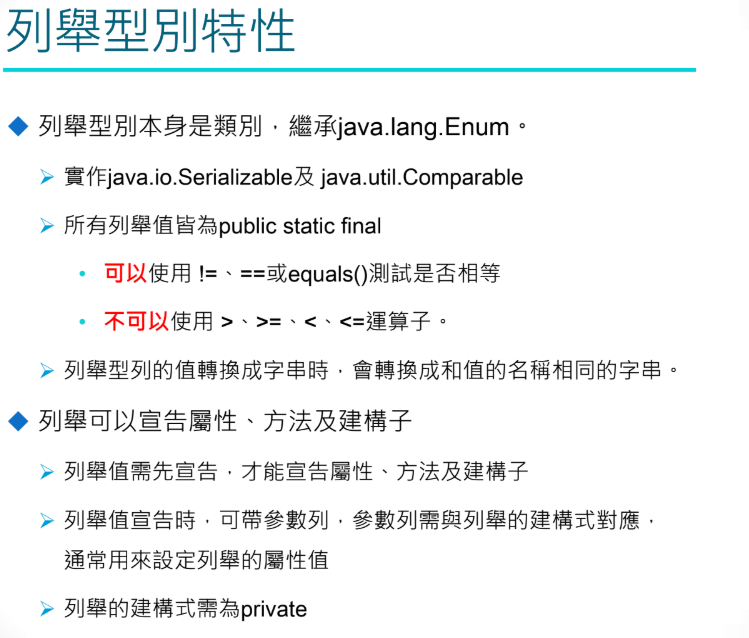 列舉型別特性
◆ 列舉型別本身是類別，繼承java.lang.Enum。
➢ 實作java.io.Serializable及 java.util.Comparable
➢ 所有列舉值皆為public static final
• 可以使用 !=、==或equals()測試是否相等
• 不可以使用 >、>=、<、<=運算子。
➢ 列舉型列的值轉換成字串時，會轉換成和值的名稱相同的字串。
◆ 列舉可以宣告屬性、方法及建構子
➢ 列舉值需先宣告，才能宣告屬性、方法及建構子
➢ 列舉值宣告時，可帶參數列，參數列需與列舉的建構式對應，
通常用來設定列舉的屬性值
➢ 列舉的建構式需為private